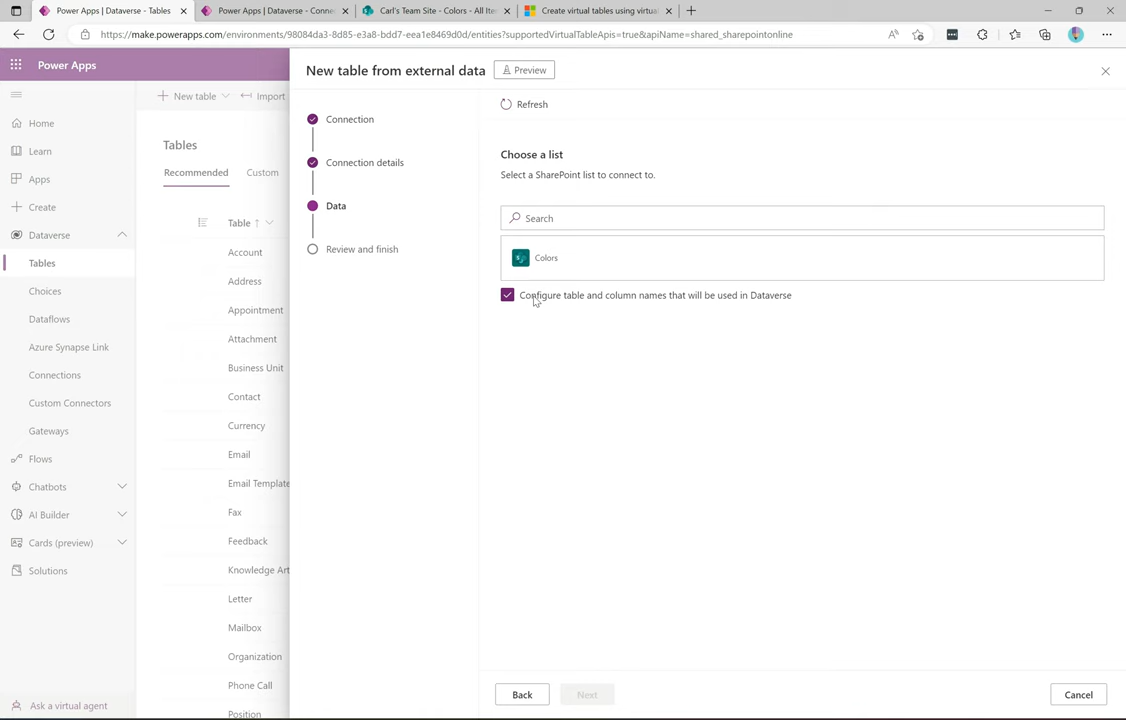 Power Apps | Dataverse - Tables
Power Apps | Dataverse - Conne
Carl's Team Site - Colors - All Ite
Create virtual tables using virtual
https://make.powerapps.com/environments/98084da3-8d85-e3a8-bdd7-eea1e8469d0d/entities?supportedVirtualTableApis=true&apiName=shared_sharepointonline
Power Apps
New table from external data
Preview
New table
Import
Connection
Refresh
Home
Tables
Choose a list
Learn
Connection details
Recommended
Custom
Select a SharePoint list to connect to.
Apps
Create
Data
Search
Table
Dataverse
Review and finish
Account
Colors
Tables
Address
Configure table and column names that will be used in Dataverse
Choices
Appointment
Dataflows
Attachment
Azure Synapse Link
Business Unit
Connections
Contact
Custom Connectors
Currency
Gateways
Email
Flows
Email Template
Chatbots
Fax
AI Builder
Feedback
Cards (preview)
Knowledge Art
Solutions
Letter
Mailbox
Organization
Phone Call
Back
Next
Cancel
Ask a virtual agent
Position